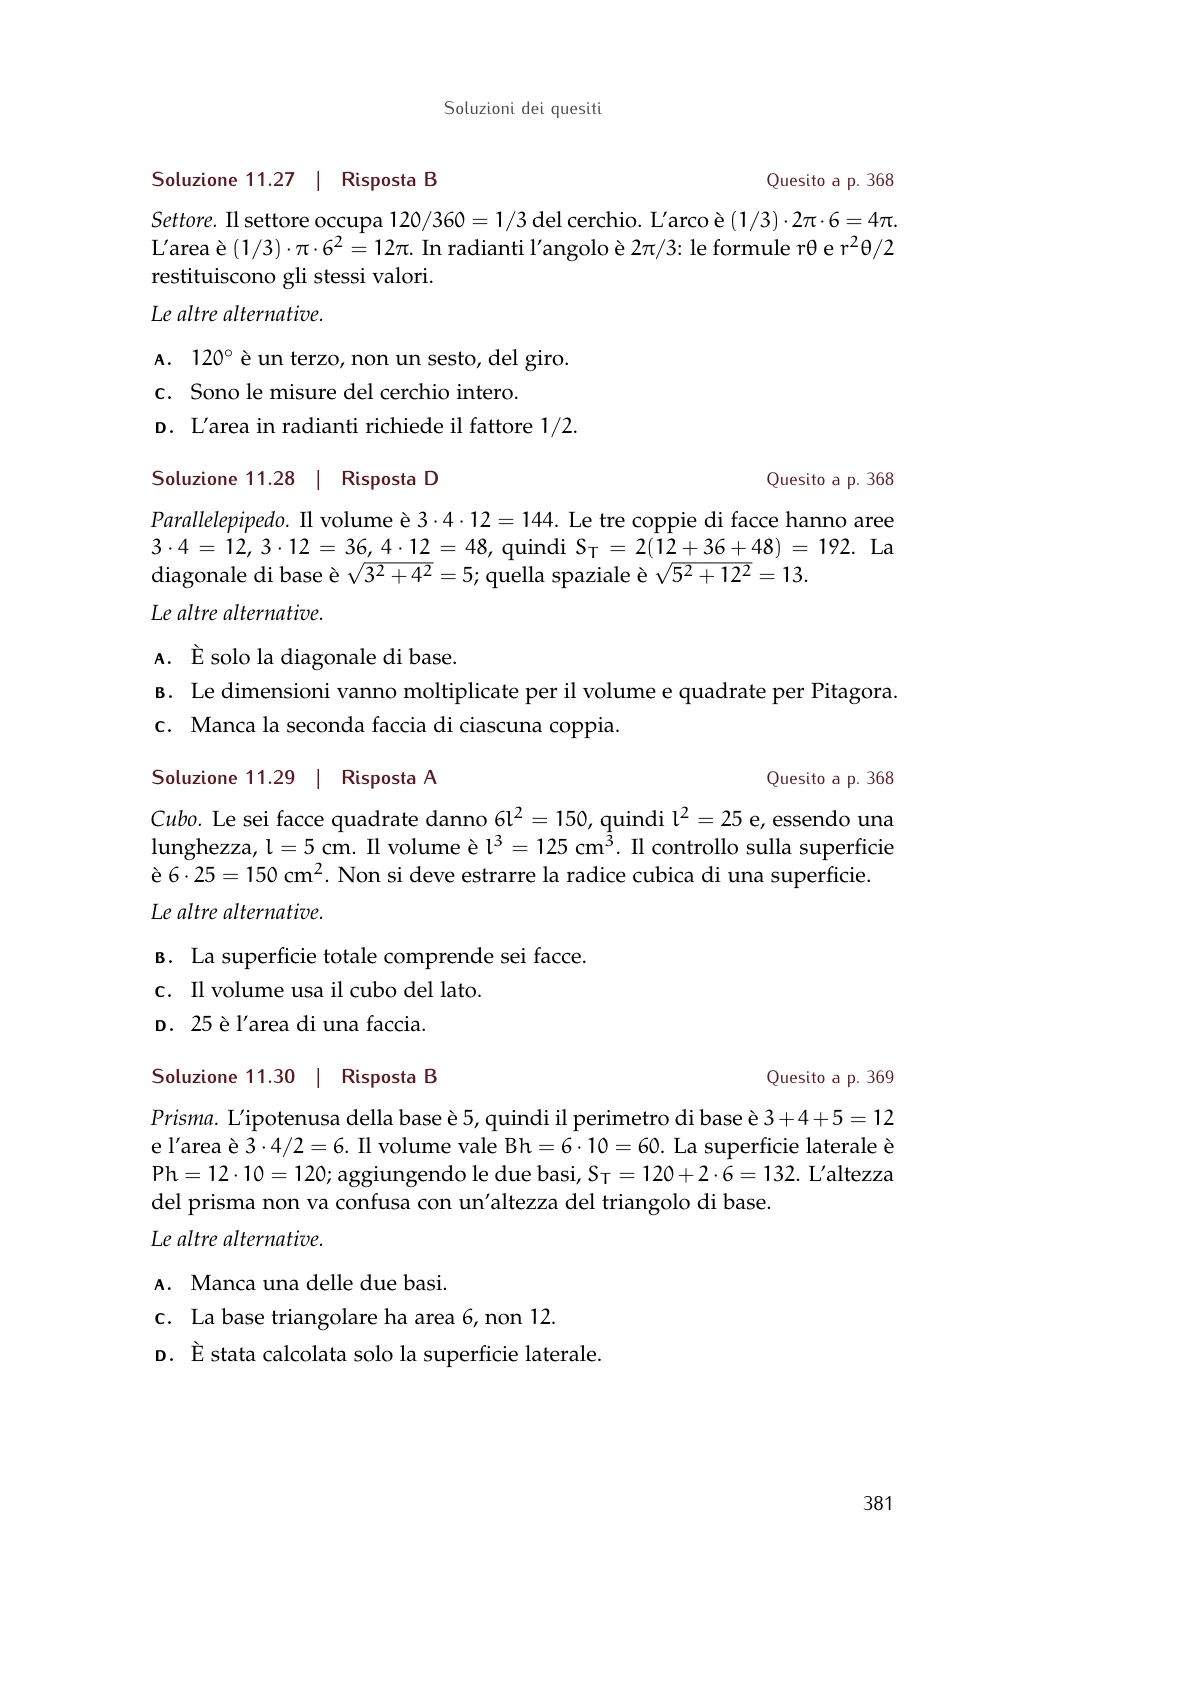 Soluzioni dei quesiti
Soluzione 11.27 | Risposta B Quesito a p. 368
Settore. Il settore occupa 120/360 = 1/3 del cerchio. L’arco è (1/3) · 2π · 6 = 4π.
L’area è (1/3) · π · 6² = 12π. In radianti l’angolo è 2π/3: le formule rθ e r²θ/2
restituiscono gli stessi valori.
Le altre alternative.
A. 120° è un terzo, non un sesto, del giro.
C. Sono le misure del cerchio intero.
D. L’area in radianti richiede il fattore 1/2.
Soluzione 11.28 | Risposta D Quesito a p. 368
Parallelepipedo. Il volume è 3 · 4 · 12 = 144. Le tre coppie di facce hanno aree
3 · 4 = 12, 3 · 12 = 36, 4 · 12 = 48, quindi S_T = 2(12 + 36 + 48) = 192. La
diagonale di base è √(3² + 4²) = 5; quella spaziale è √(5² + 12²) = 13.
Le altre alternative.
A. È solo la diagonale di base.
B. Le dimensioni vanno moltiplicate per il volume e quadrate per Pitagora.
C. Manca la seconda faccia di ciascuna coppia.
Soluzione 11.29 | Risposta A Quesito a p. 368
Cubo. Le sei facce quadrate danno 6l² = 150, quindi l² = 25 e, essendo una
lunghezza, l = 5 cm. Il volume è l³ = 125 cm³. Il controllo sulla superficie
è 6 · 25 = 150 cm². Non si deve estrarre la radice cubica di una superficie.
Le altre alternative.
B. La superficie totale comprende sei facce.
C. Il volume usa il cubo del lato.
D. 25 è l’area di una faccia.
Soluzione 11.30 | Risposta B Quesito a p. 369
Prisma. L’ipotenusa della base è 5, quindi il perimetro di base è 3 + 4 + 5 = 12
e l’area è 3 · 4/2 = 6. Il volume vale Bh = 6 · 10 = 60. La superficie laterale è
Ph = 12 · 10 = 120; aggiungendo le due basi, S_T = 120 + 2 · 6 = 132. L’altezza
del prisma non va confusa con un’altezza del triangolo di base.
Le altre alternative.
A. Manca una delle due basi.
C. La base triangolare ha area 6, non 12.
D. È stata calcolata solo la superficie laterale.
381